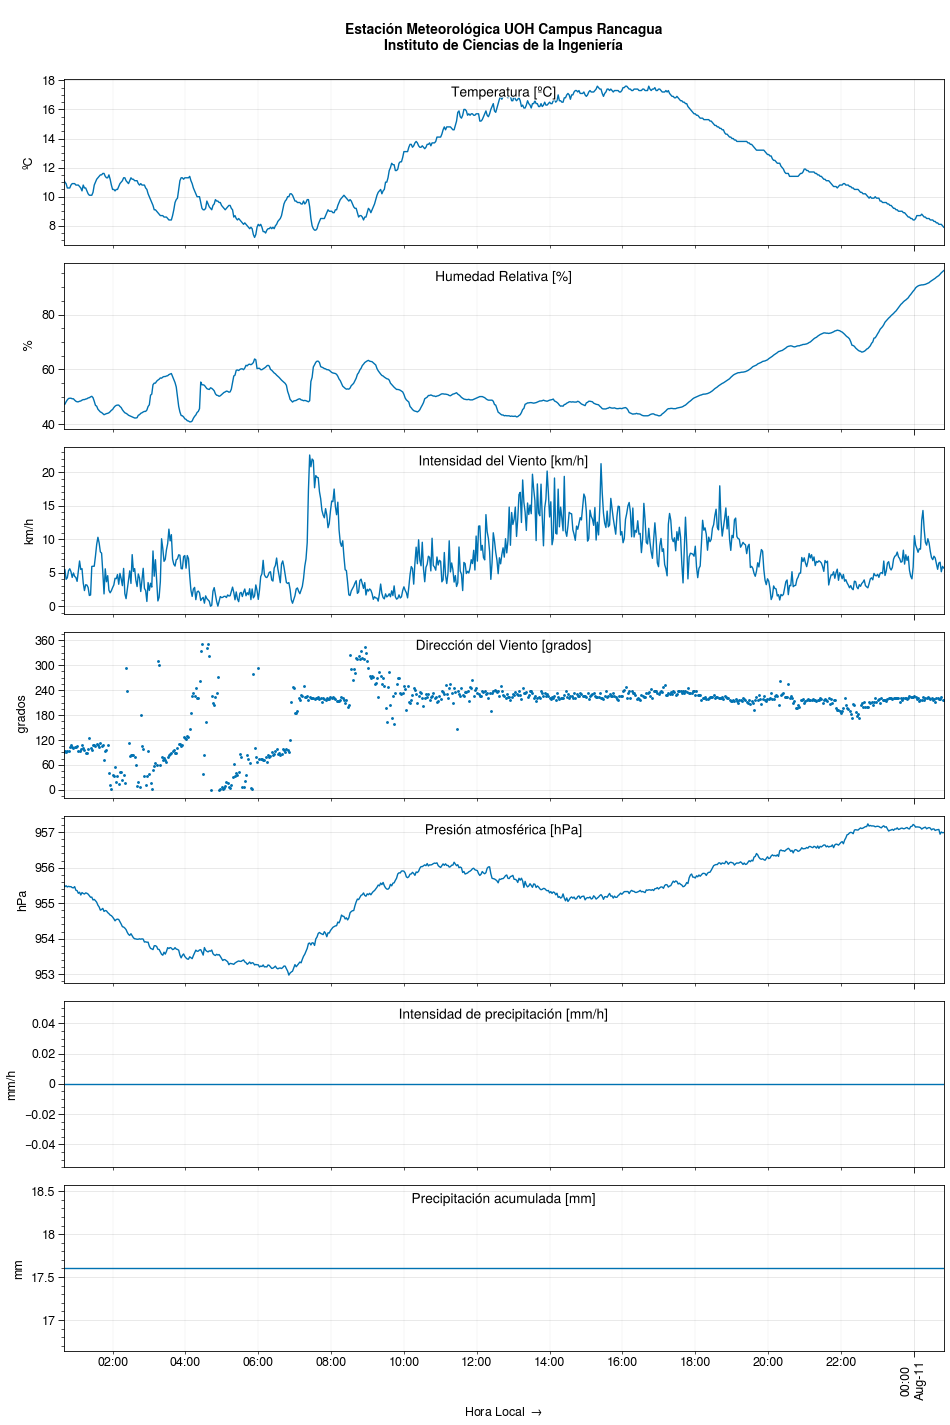 Estación Meteorológica UOH Campus Rancagua
Instituto de Ciencias de la Ingeniería
Temperatura [ºC]
ºC
18
16
14
12
10
8
Humedad Relativa [%]
%
80
60
40
Intensidad del Viento [km/h]
km/h
20
15
10
5
0
Dirección del Viento [grados]
grados
360
300
240
180
120
60
0
Presión atmosférica [hPa]
hPa
957
956
955
954
953
Intensidad de precipitación [mm/h]
mm/h
0.04
0.02
0
−0.02
−0.04
Precipitación acumulada [mm]
mm
18.5
18
17.5
17
02:00 04:00 06:00 08:00 10:00 12:00 14:00 16:00 18:00 20:00 22:00
00:00
Aug-11
Hora Local →